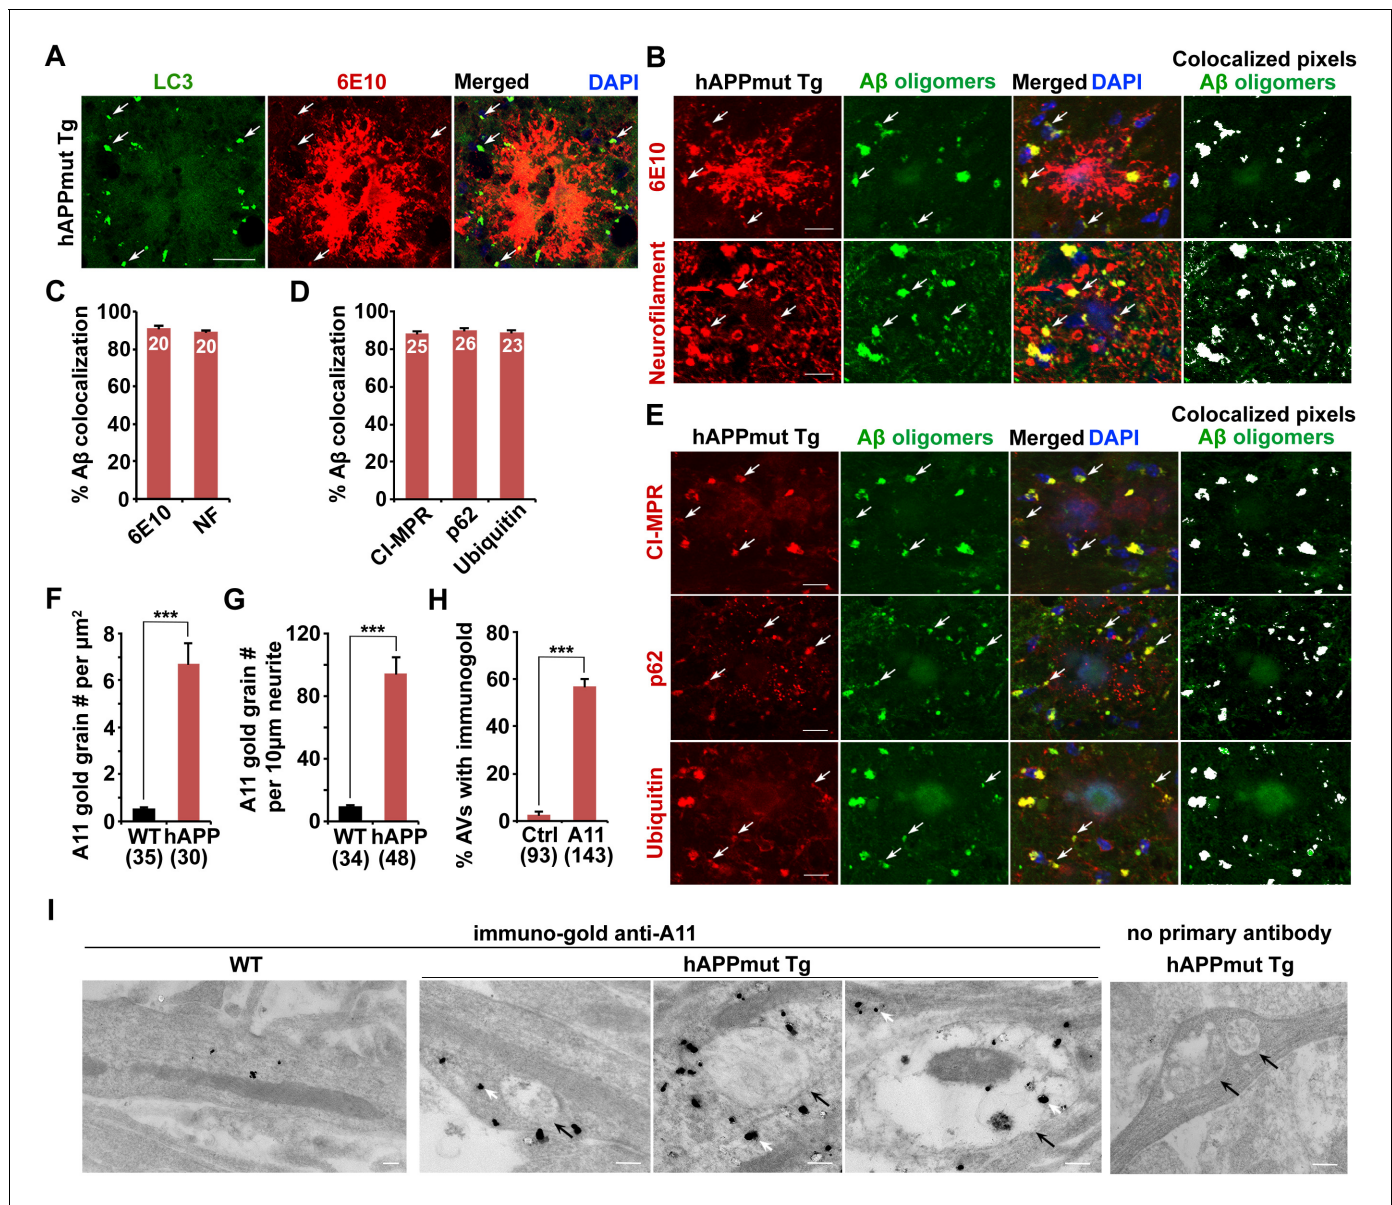 A
LC3
6E10
Merged
DAPI
hAPPmut Tg
B
Colocalized pixels
hAPPmut Tg
Aβ oligomers
Merged DAPI
Aβ oligomers
6E10
Neurofilament
C
% Aβ colocalization
100
80
60
40
20
0
20
20
6E10
NF
D
% Aβ colocalization
100
80
60
40
20
0
25
26
23
CI-MPR
p62
Ubiquitin
E
Colocalized pixels
hAPPmut Tg
Aβ oligomers
Merged DAPI
Aβ oligomers
CI-MPR
p62
Ubiquitin
F
A11 gold grain # per µm²
8
6
4
2
0
***
WT hAPP
(35) (30)
G
A11 gold grain #
per 10µm neurite
120
80
40
0
***
WT hAPP
(34) (48)
H
% AVs with immunogold
80
60
40
20
0
***
Ctrl A11
(93) (143)
I
immuno-gold anti-A11
no primary antibody
WT
hAPPmut Tg
hAPPmut Tg